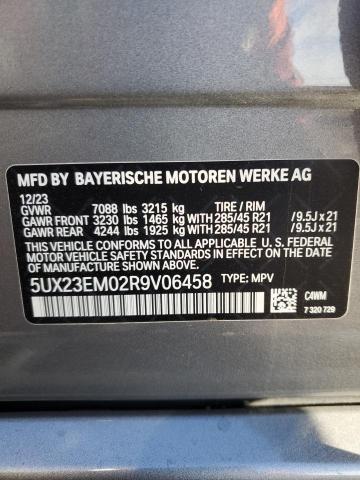 MFD BY BAYERISCHE MOTOREN WERKE AG
12/23
GVWR 7088 lbs 3215 kg TIRE / RIM
GAWR FRONT 3230 lbs 1465 kg WITH 285/45 R21 /9.5J x 21
GAWR REAR 4244 lbs 1925 kg WITH 285/45 R21 /9.5J x 21
THIS VEHICLE CONFORMS TO ALL APPLICABLE U. S. FEDERAL
MOTOR VEHICLE SAFETY STANDARDS IN EFFECT ON THE DATE OF
MANUFACTURE SHOWN ABOVE.
5UX23EM02R9V06458 TYPE: MPV
C4WM
7 320 729